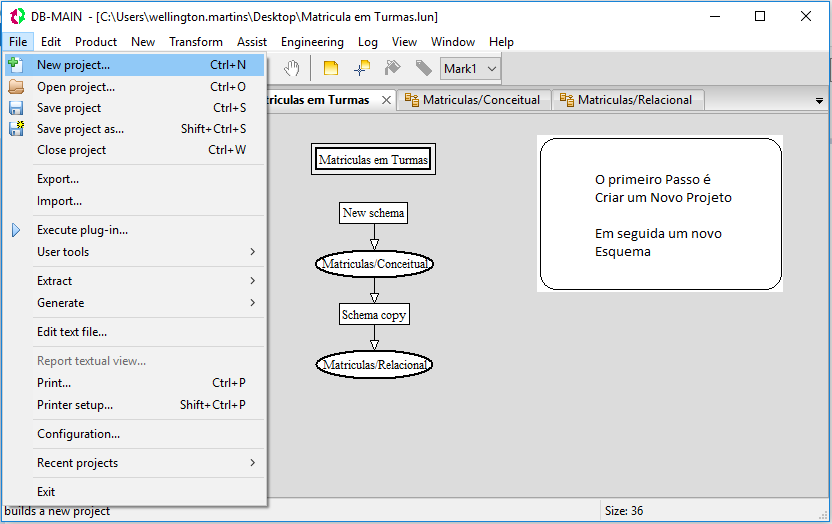 DB-MAIN - [C:\Users\wellington.martins\Desktop\Matricula em Turmas.lun]
File Edit Product New Transform Assist Engineering Log View Window Help
New project... Ctrl+N
Open project... Ctrl+O
Save project Ctrl+S
Save project as... Shift+Ctrl+S
Close project Ctrl+W
Export...
Import...
Execute plug-in...
User tools
Extract
Generate
Edit text file...
Report textual view...
Print... Ctrl+P
Printer setup... Shift+Ctrl+P
Configuration...
Recent projects
Exit
Mark1
triculas em Turmas
Matriculas/Conceitual
Matriculas/Relacional
Matriculas em Turmas
New schema
Matriculas/Conceitual
Schema copy
Matriculas/Relacional
O primeiro Passo é
Criar um Novo Projeto
Em seguida um novo
Esquema
builds a new project
Size: 36